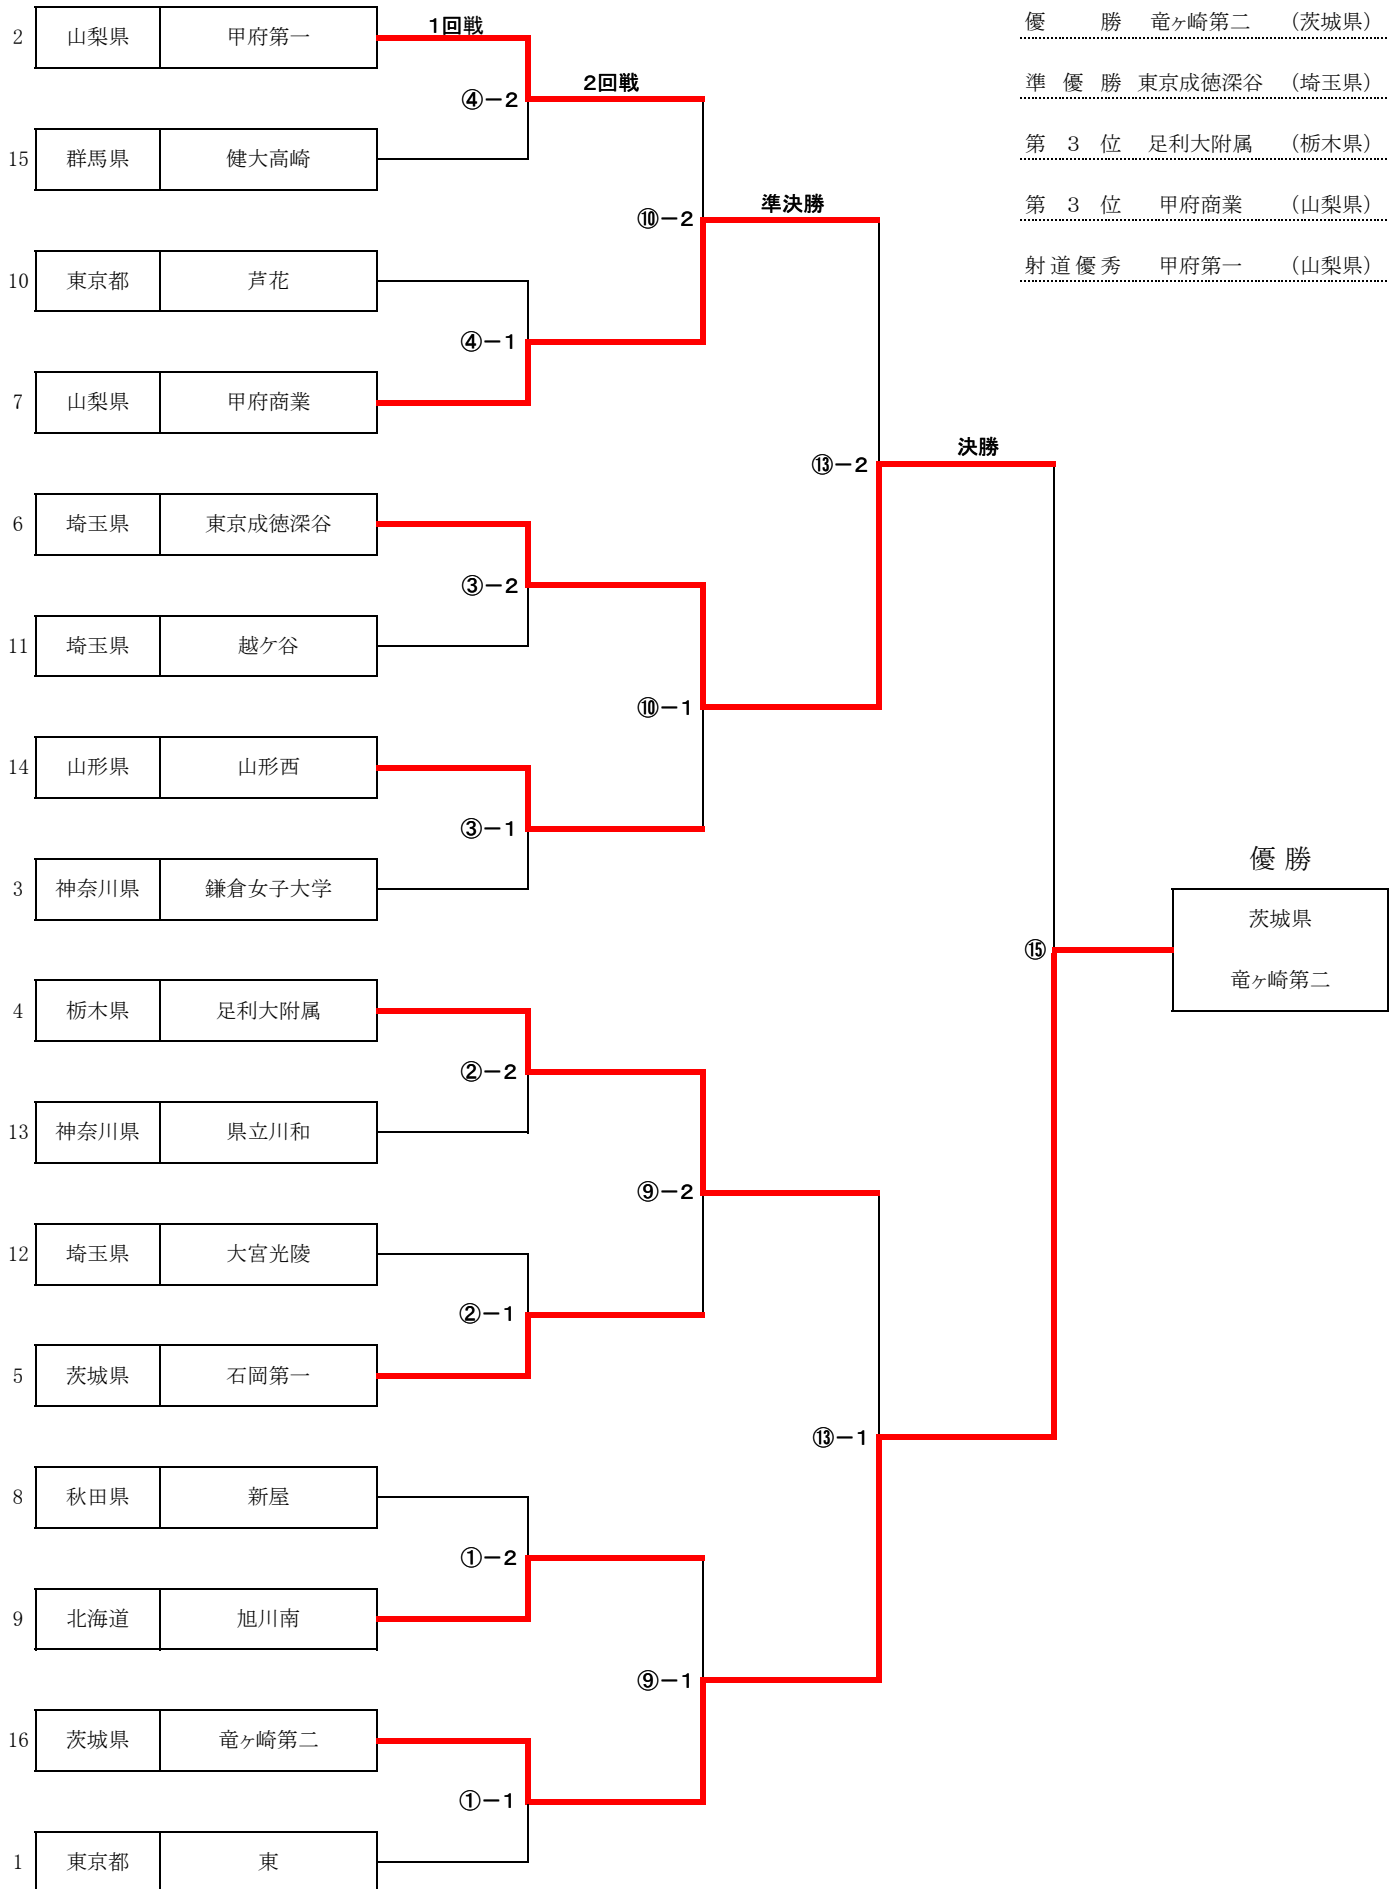 2 山梨県 甲府第一 1回戦 優勝 竜ヶ崎第二 (茨城県)
④－2 2回戦 準優勝 東京成徳深谷 (埼玉県)
15 群馬県 健大高崎 第3位 足利大附属 (栃木県)
⑩－2 準決勝 第3位 甲府商業 (山梨県)
10 東京都 芦花 射道優秀 甲府第一 (山梨県)
④－1
7 山梨県 甲府商業
⑬－2 決勝
6 埼玉県 東京成徳深谷
③－2
11 埼玉県 越ケ谷
⑩－1
14 山形県 山形西
③－1
3 神奈川県 鎌倉女子大学
優勝
茨城県
⑮
竜ヶ崎第二
4 栃木県 足利大附属
②－2
13 神奈川県 県立川和
⑨－2
12 埼玉県 大宮光陵
②－1
5 茨城県 石岡第一
⑬－1
8 秋田県 新屋
①－2
9 北海道 旭川南
⑨－1
16 茨城県 竜ヶ崎第二
①－1
1 東京都 東